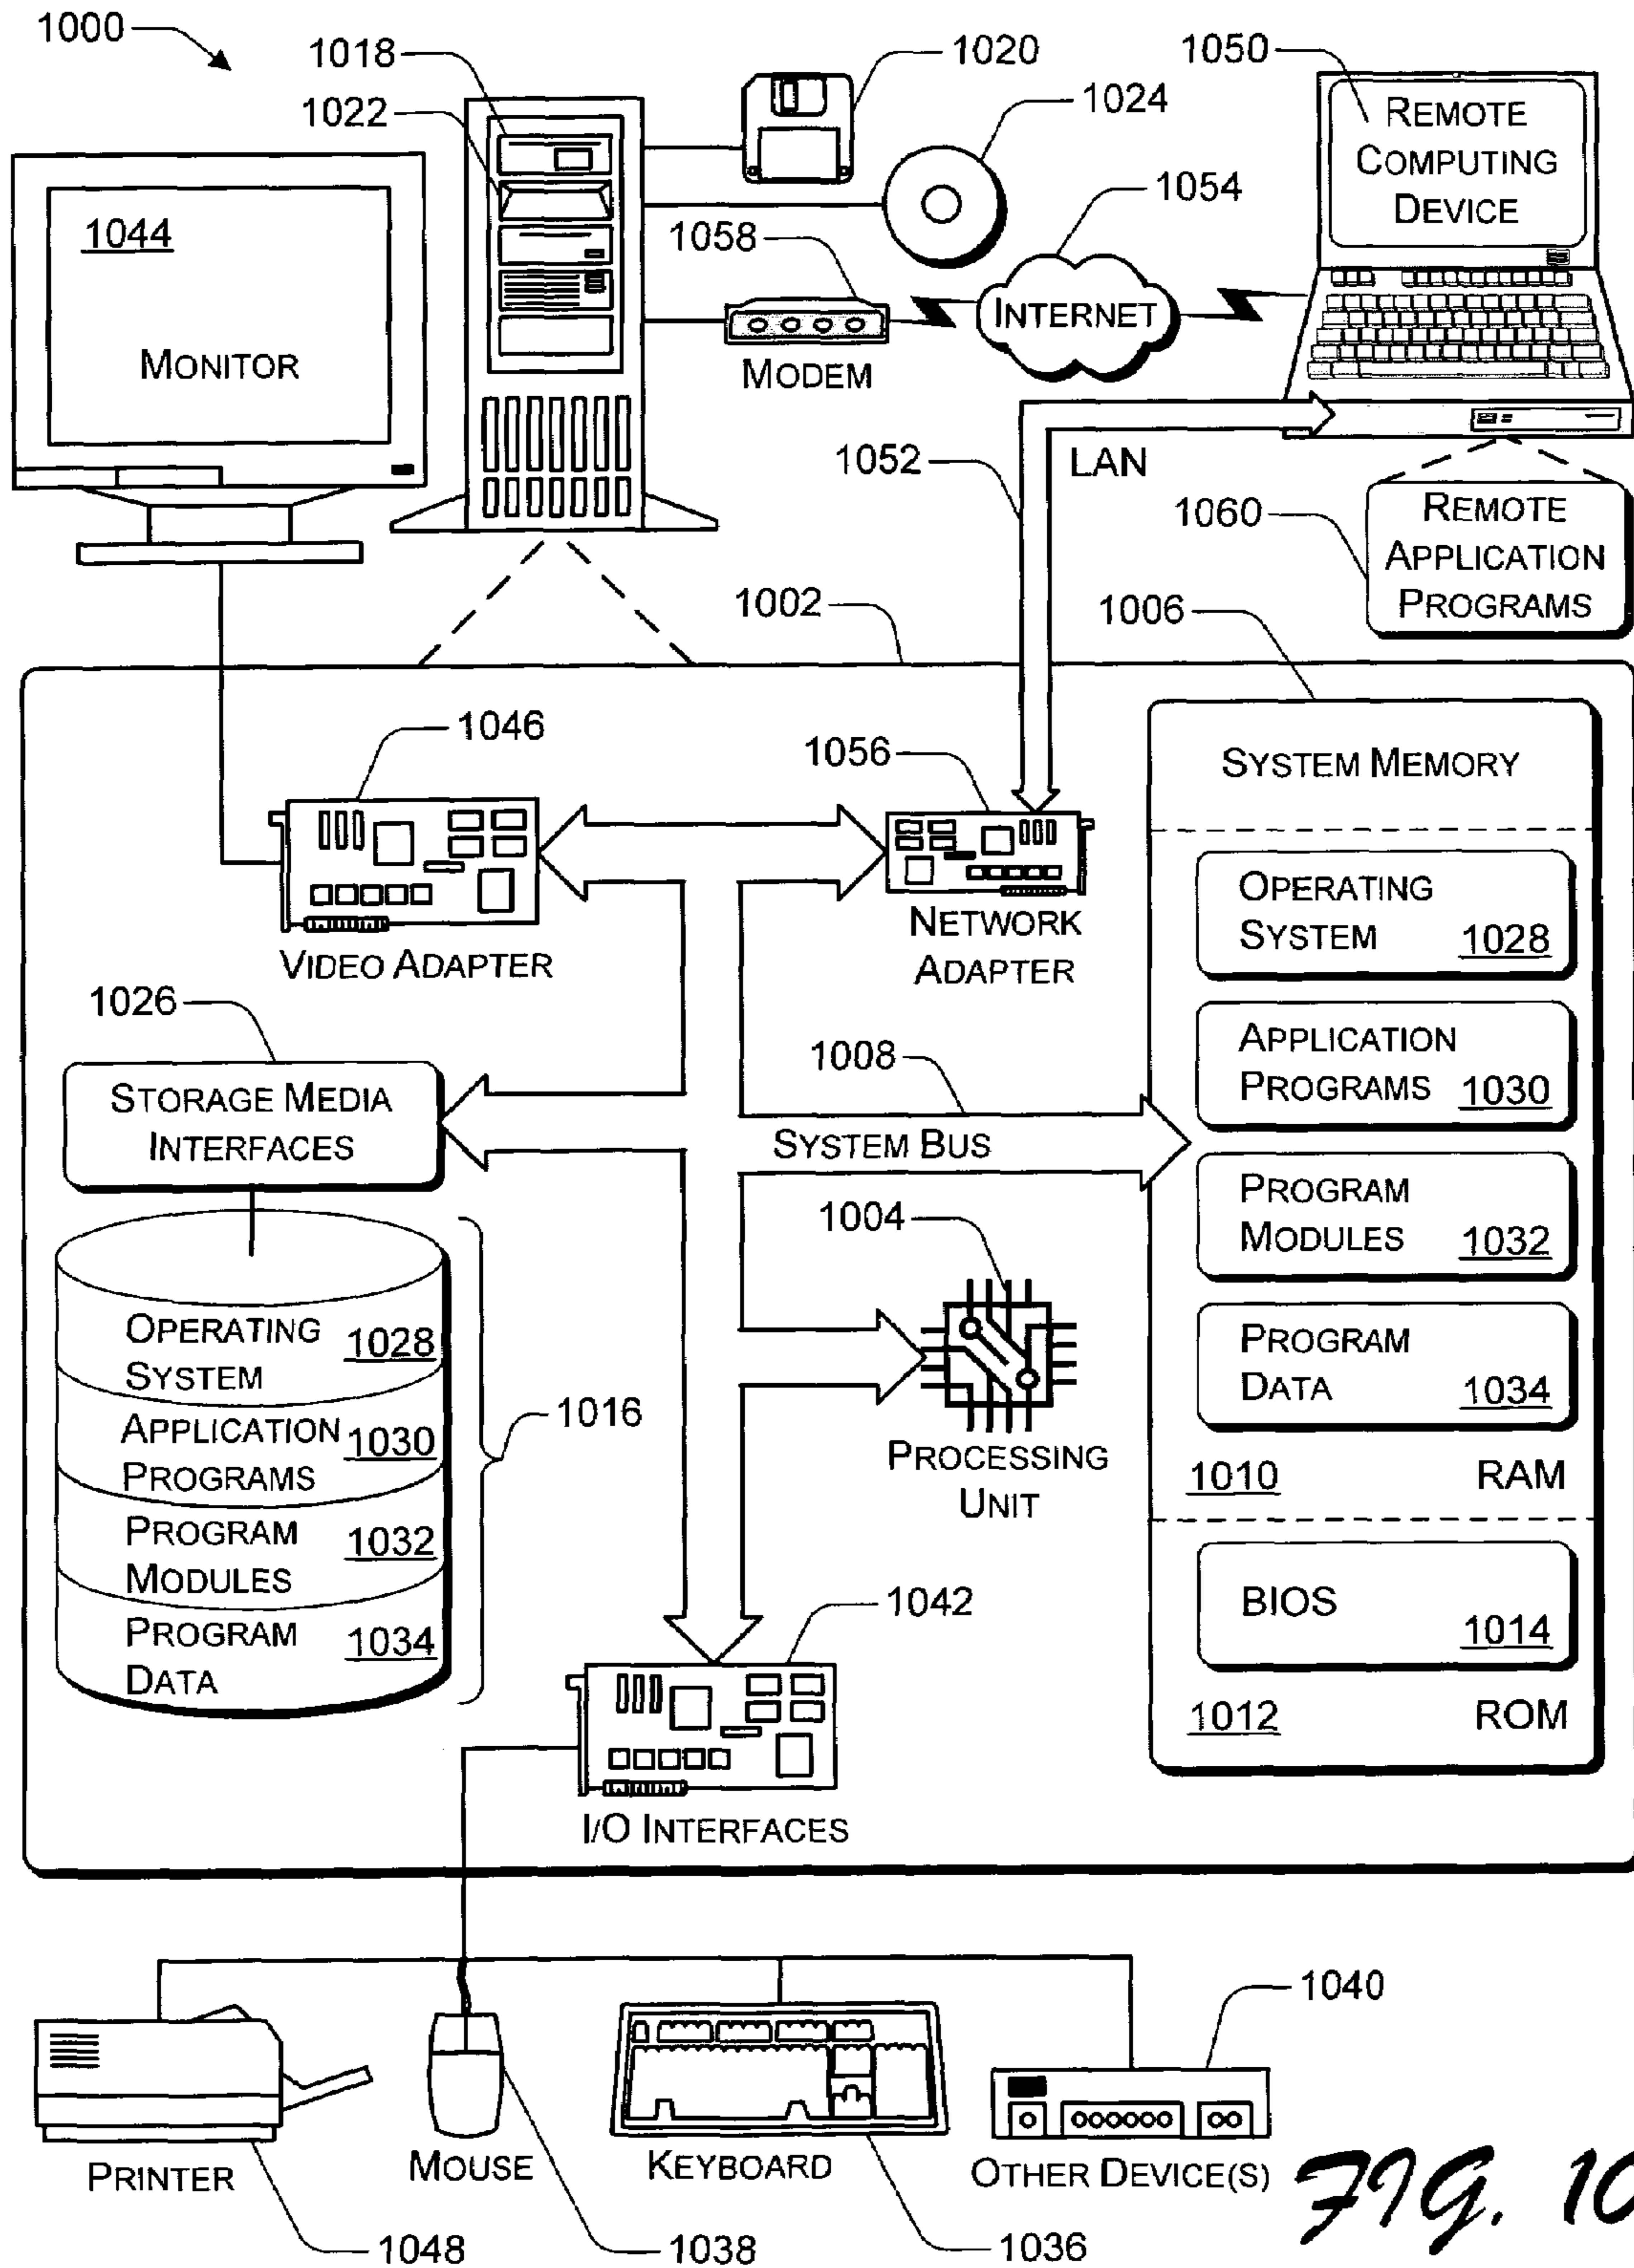 1000
1018
1020
1050
1022
1024
REMOTE
COMPUTING
DEVICE
1054
1044
1058
INTERNET
MONITOR
MODEM
1052
LAN
1060
REMOTE
APPLICATION
PROGRAMS
1002
1006
1046
1056
SYSTEM MEMORY
OPERATING
SYSTEM 1028
NETWORK
ADAPTER
VIDEO ADAPTER
1026
APPLICATION
PROGRAMS 1030
1008
STORAGE MEDIA
INTERFACES
SYSTEM BUS
PROGRAM
MODULES 1032
1004
OPERATING
SYSTEM 1028
PROGRAM
DATA 1034
1016
APPLICATION
PROGRAMS 1030
PROCESSING
UNIT
1010 RAM
PROGRAM
MODULES 1032
BIOS
1014
1042
PROGRAM
DATA 1034
1012 ROM
I/O INTERFACES
1040
PRINTER
MOUSE
KEYBOARD
OTHER DEVICE(S)
FIG. 10
1048
1038
1036